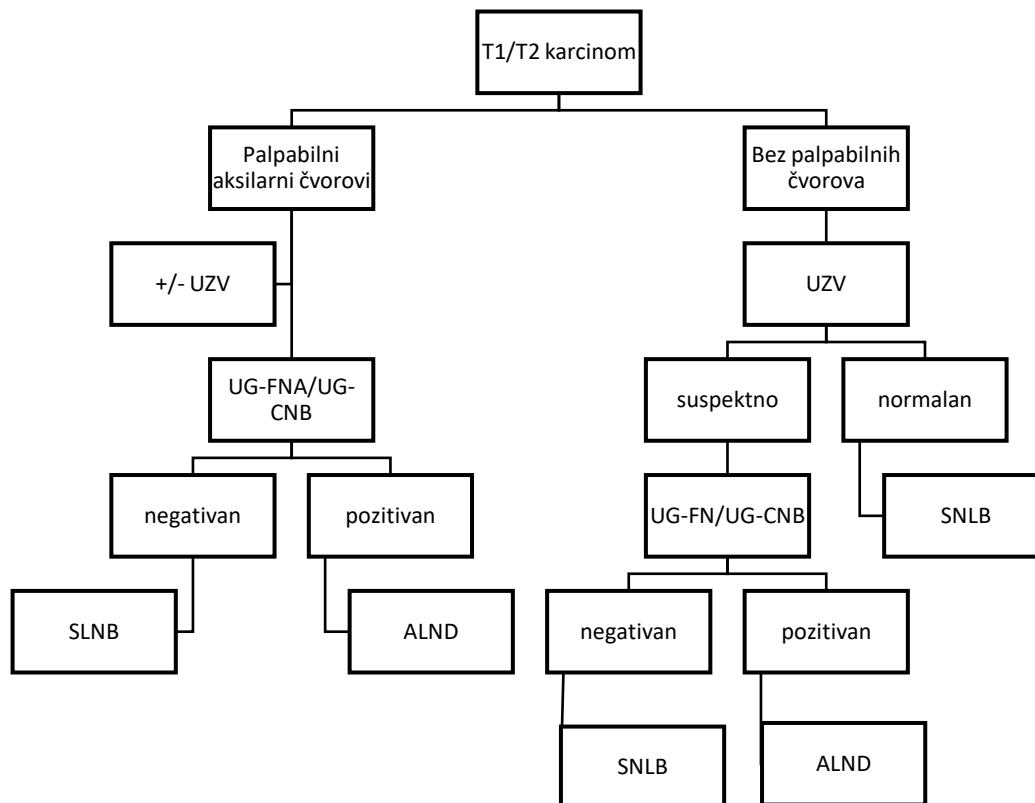 T1/T2 karcinom
Palpabilni
aksilarni čvorovi
Bez palpabilnih
čvorova
+/- UZV
UZV
UG-FNA/UG-
CNB
suspektno
normalan
negativan
pozitivan
UG-FN/UG-CNB
SNLB
SLNB
ALND
negativan
pozitivan
SNLB
ALND